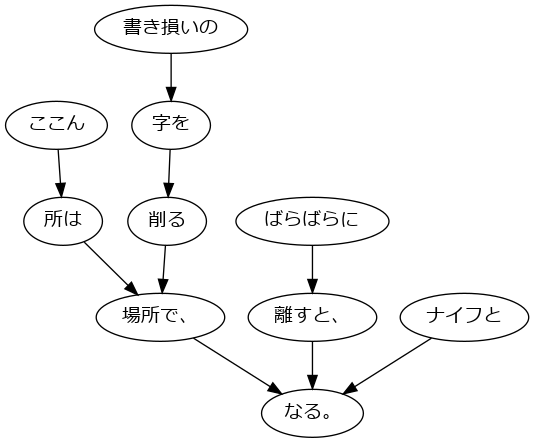 書き損いの
ここん
字を
所は
削る
ばらばらに
場所で、
離すと、
ナイフと
なる。